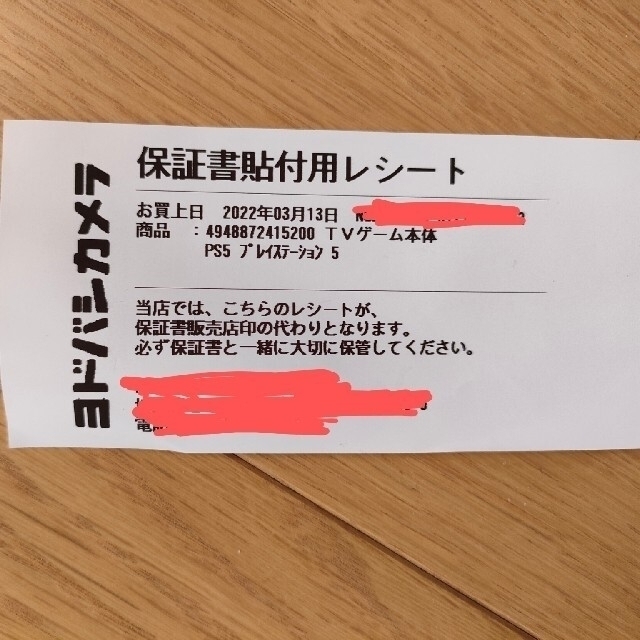 ヨドバシカメラ
保証書貼付用レシート
お買上日 2022年03月13日
商品 :4948872415200 TVゲーム本体
PS5 プレイステーション 5
当店では、こちらのレシートが、
保証書販売店印の代わりとなります。
必ず保証書と一緒に大切に保管してください。